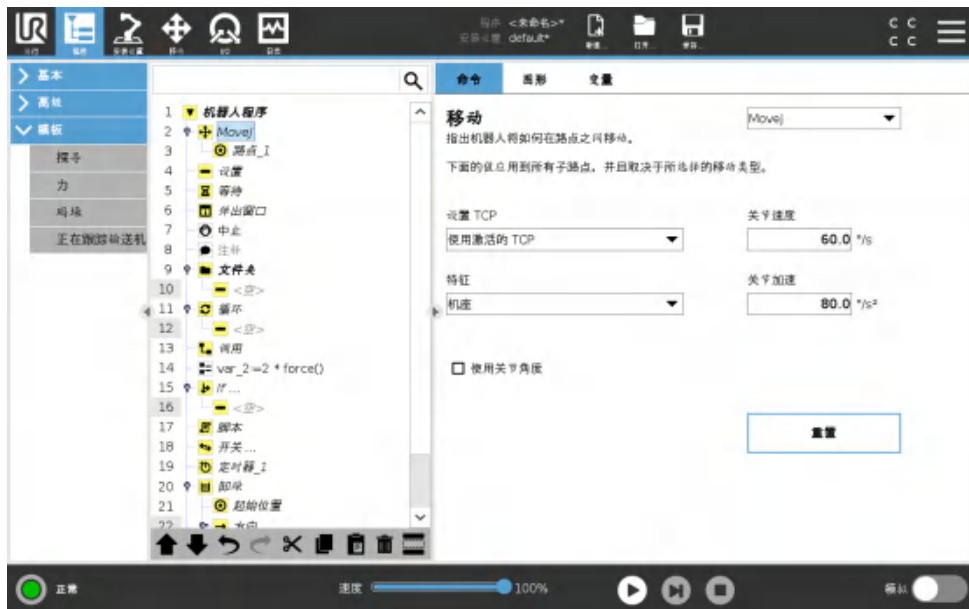 UR
运行
程序
安装设置
移动
I/O
日志
程序 <未命名>*
安装设置 default*
新建...
打开...
保存...
C C
C C
基本
高级
模板
探寻
力
码垛
正在跟踪输送机
1 机器人程序
2 MoveJ
3 路点_1
4 设置
5 等待
6 弹出窗口
7 中止
8 注释
9 文件夹
10 <空>
11 循环
12 <空>
13 调用
14 var_2:=2 * force()
15 If ...
16 <空>
17 脚本
18 开关 ...
19 定时器_1
20 卸垛
21 起始位置
22 方向
命令 图形 变量
移动
MoveJ
指出机器人将如何在路点之间移动。
下面的值应用到所有子路点，并且取决于所选择的移动类型。
设置 TCP
关节速度
使用激活的 TCP
60.0 °/s
特征
关节加速
机座
80.0 °/s²
使用关节角度
重置
正常
速度
100%
模拟